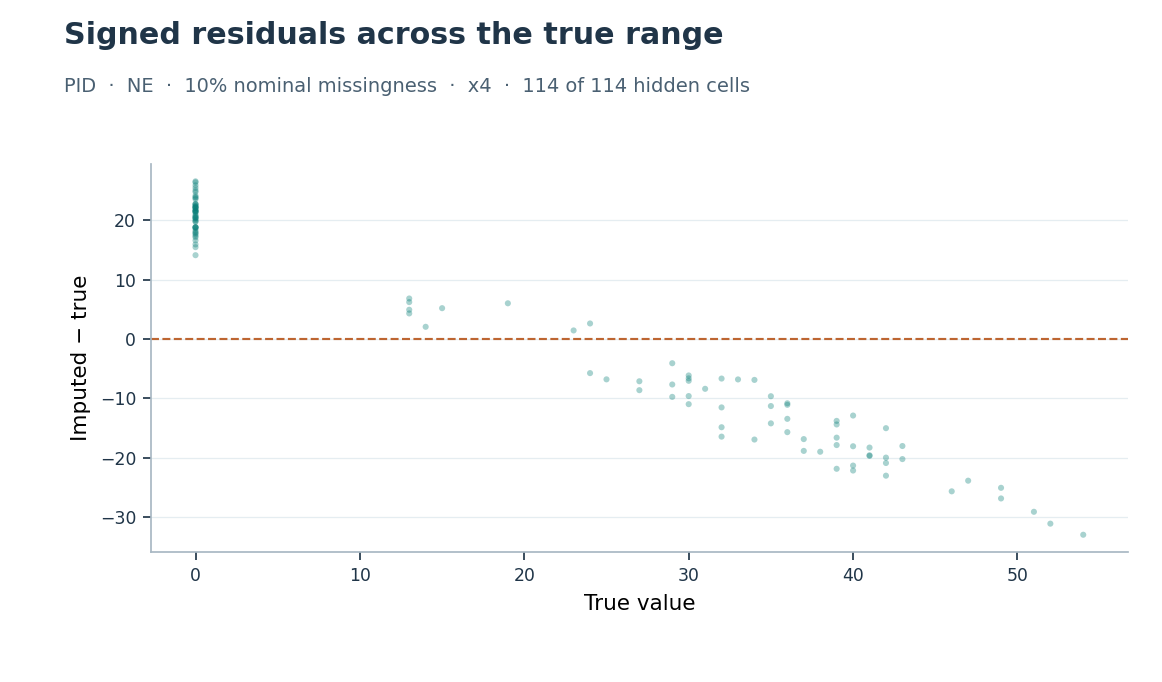 Signed residuals across the true range
PID · NE · 10% nominal missingness · x4 · 114 of 114 hidden cells
20
10
0
−10
−20
−30
Imputed − true
0 10 20 30 40 50
True value